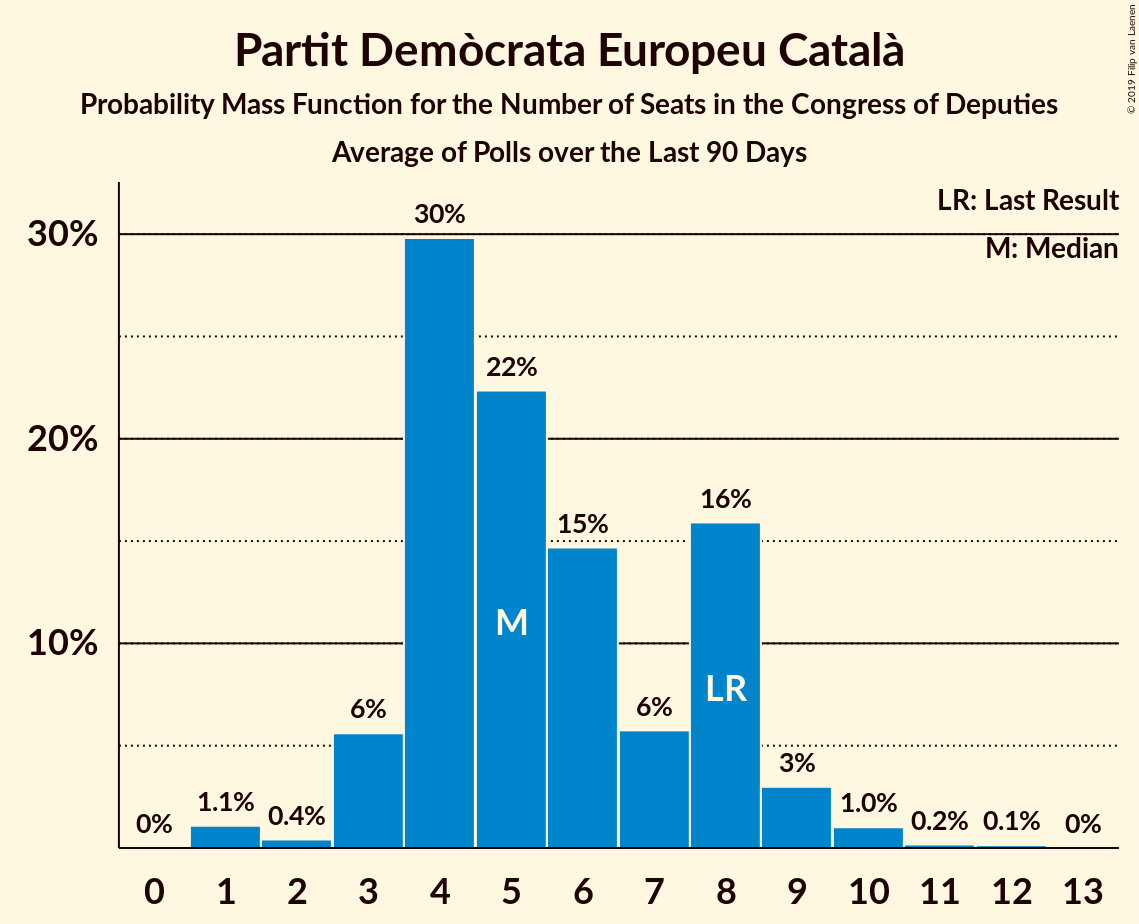 Partit Demòcrata Europeu Català
Probability Mass Function for the Number of Seats in the Congress of Deputies
Average of Polls over the Last 90 Days
© 2019 Filip van Laenen
LR: Last Result
M: Median
30%
20%
10%
0%
1.1%
0.4%
6%
30%
22%
15%
6%
16%
3%
1.0%
0.2%
0.1%
0%
M
LR
0 1 2 3 4 5 6 7 8 9 10 11 12 13